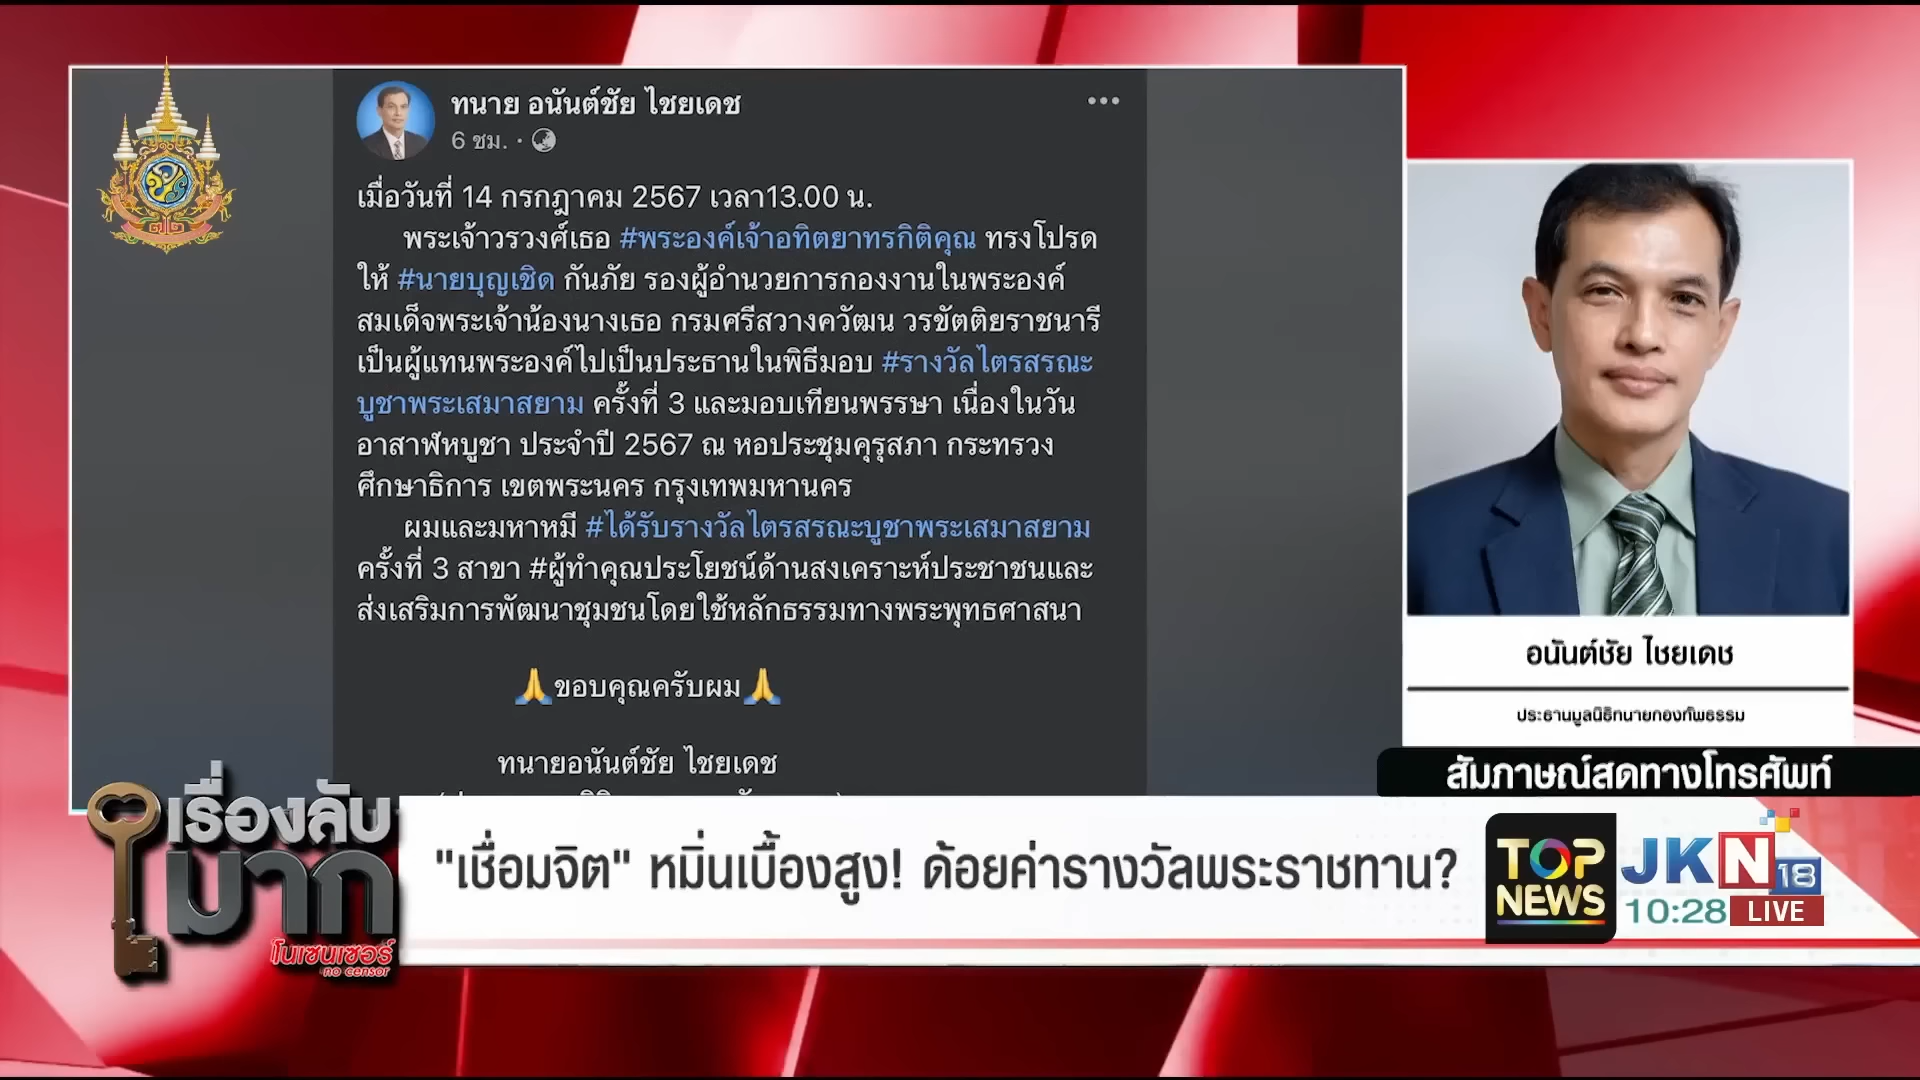 ทนาย อนันต์ชัย ไชยเดช
6 ชม.
เมื่อวันที่ 14 กรกฎาคม 2567 เวลา13.00 น.
พระเจ้าวรวงศ์เธอ #พระองค์เจ้าอทิตยาทรกิติคุณ ทรงโปรด
ให้ #นายบุญเชิด กันภัย รองผู้อำนวยการกองงานในพระองค์
สมเด็จพระเจ้าน้องนางเธอ กรมศรีสวางควัฒน วรขัตติยราชนารี
เป็นผู้แทนพระองค์ไปเป็นประธานในพิธีมอบ #รางวัลไตรสรณะ
บูชาพระเสมาสยาม ครั้งที่ 3 และมอบเทียนพรรษา เนื่องในวัน
อาสาฬหบูชา ประจำปี 2567 ณ หอประชุมคุรุสภา กระทรวง
ศึกษาธิการ เขตพระนคร กรุงเทพมหานคร
ผมและมหาหมี #ได้รับรางวัลไตรสรณะบูชาพระเสมาสยาม
ครั้งที่ 3 สาขา #ผู้ทำคุณประโยชน์ด้านสงเคราะห์ประชาชนและ
ส่งเสริมการพัฒนาชุมชนโดยใช้หลักธรรมทางพระพุทธศาสนา
🙏ขอบคุณครับผม🙏
ทนายอนันต์ชัย ไชยเดช
อนันต์ชัย ไชยเดช
ประธานมูลนิธิทนายกองทัพธรรม
สัมภาษณ์สดทางโทรศัพท์
เรื่องลับ
มาก
โนเซนเซอร์
no censor
"เชื่อมจิต" หมิ่นเบื้องสูง! ด้อยค่ารางวัลพระราชทาน?
TOP
NEWS
JKN 18
10:28 LIVE